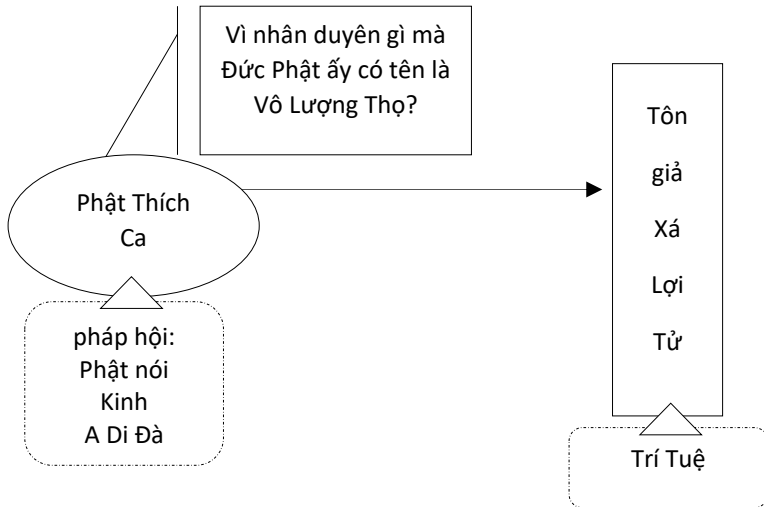 Vì nhân duyên gì mà
Đức Phật ấy có tên là
Vô Lượng Thọ?
Phật Thích
Ca
pháp hội:
Phật nói
Kinh
A Di Đà
Tôn
giả
Xá
Lợi
Tử
Trí Tuệ